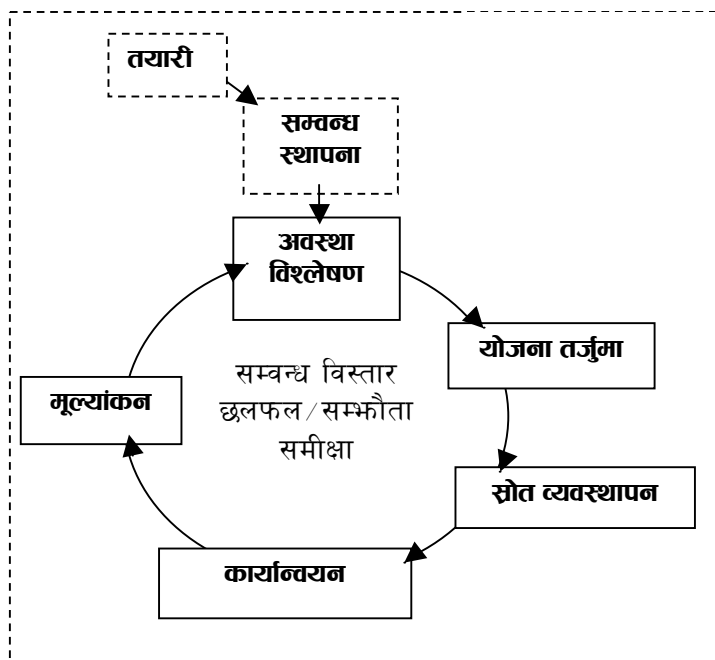 तयारी
सम्वन्ध
स्थापना
अवस्था
विश्लेषण
योजना तर्जुमा
सम्वन्ध विस्तार
छलफल/सम्झौता
समीक्षा
मूल्यांकन
स्रोत व्यवस्थापन
कार्यान्वयन